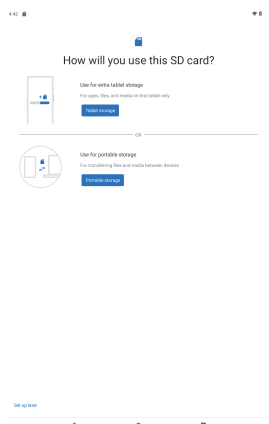 4:42
How will you use this SD card?
Use for extra tablet storage
For apps, files, and media on this tablet only
Tablet storage
OR
Use for portable storage
For transferring files and media between devices
Portable storage
Set up later